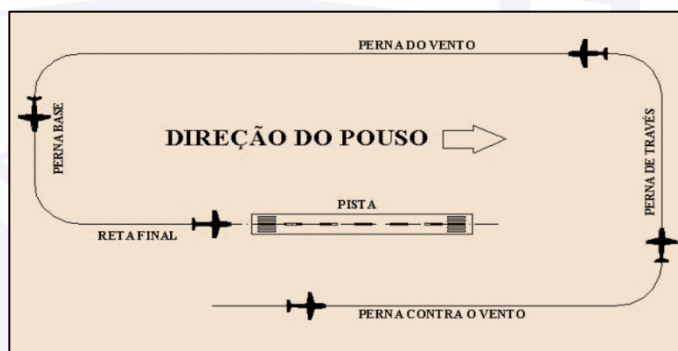 PERNA DO VENTO
PERNA BASE
DIREÇÃO DO POUSO
PERNA DE TRAVÉS
PISTA
RETA FINAL
PERNA CONTRA O VENTO